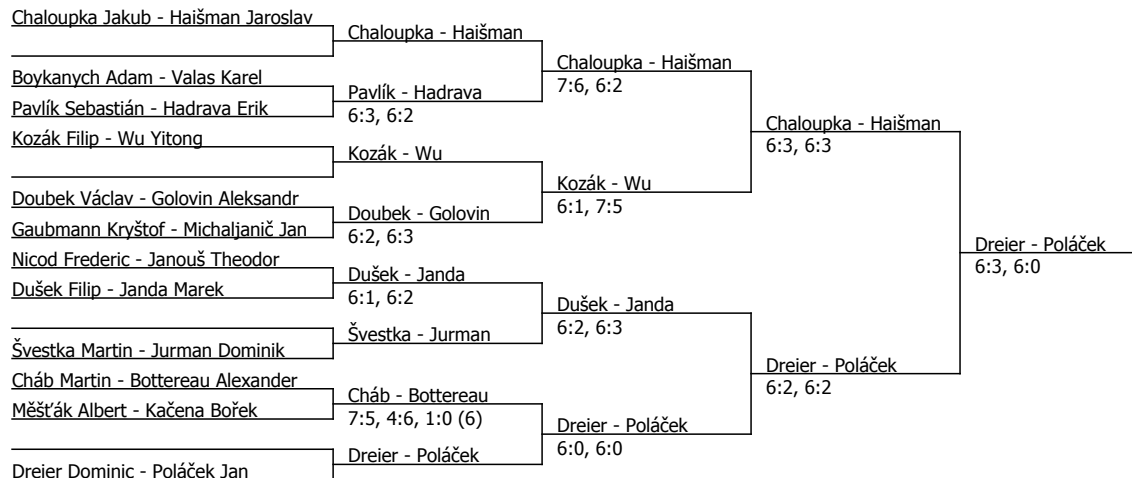 Chaloupka Jakub - Haišman Jaroslav
Chaloupka - Haišman
Chaloupka - Haišman
7:6, 6:2
Boykanych Adam - Valas Karel
Pavlík - Hadrava
6:3, 6:2
Pavlík Sebastián - Hadrava Erik
Chaloupka - Haišman
6:3, 6:3
Kozák Filip - Wu Yitong
Kozák - Wu
Kozák - Wu
6:1, 7:5
Doubek Václav - Golovin Aleksandr
Doubek - Golovin
6:2, 6:3
Gaubmann Kryštof - Michaljanič Jan
Dreier - Poláček
6:3, 6:0
Nicod Frederic - Janouš Theodor
Dušek - Janda
6:1, 6:2
Dušek Filip - Janda Marek
Dušek - Janda
6:2, 6:3
Švestka - Jurman
Švestka Martin - Jurman Dominik
Dreier - Poláček
6:2, 6:2
Cháb Martin - Bottereau Alexander
Cháb - Bottereau
7:5, 4:6, 1:0 (6)
Měšťák Albert - Kačena Bořek
Dreier - Poláček
6:0, 6:0
Dreier - Poláček
Dreier Dominic - Poláček Jan